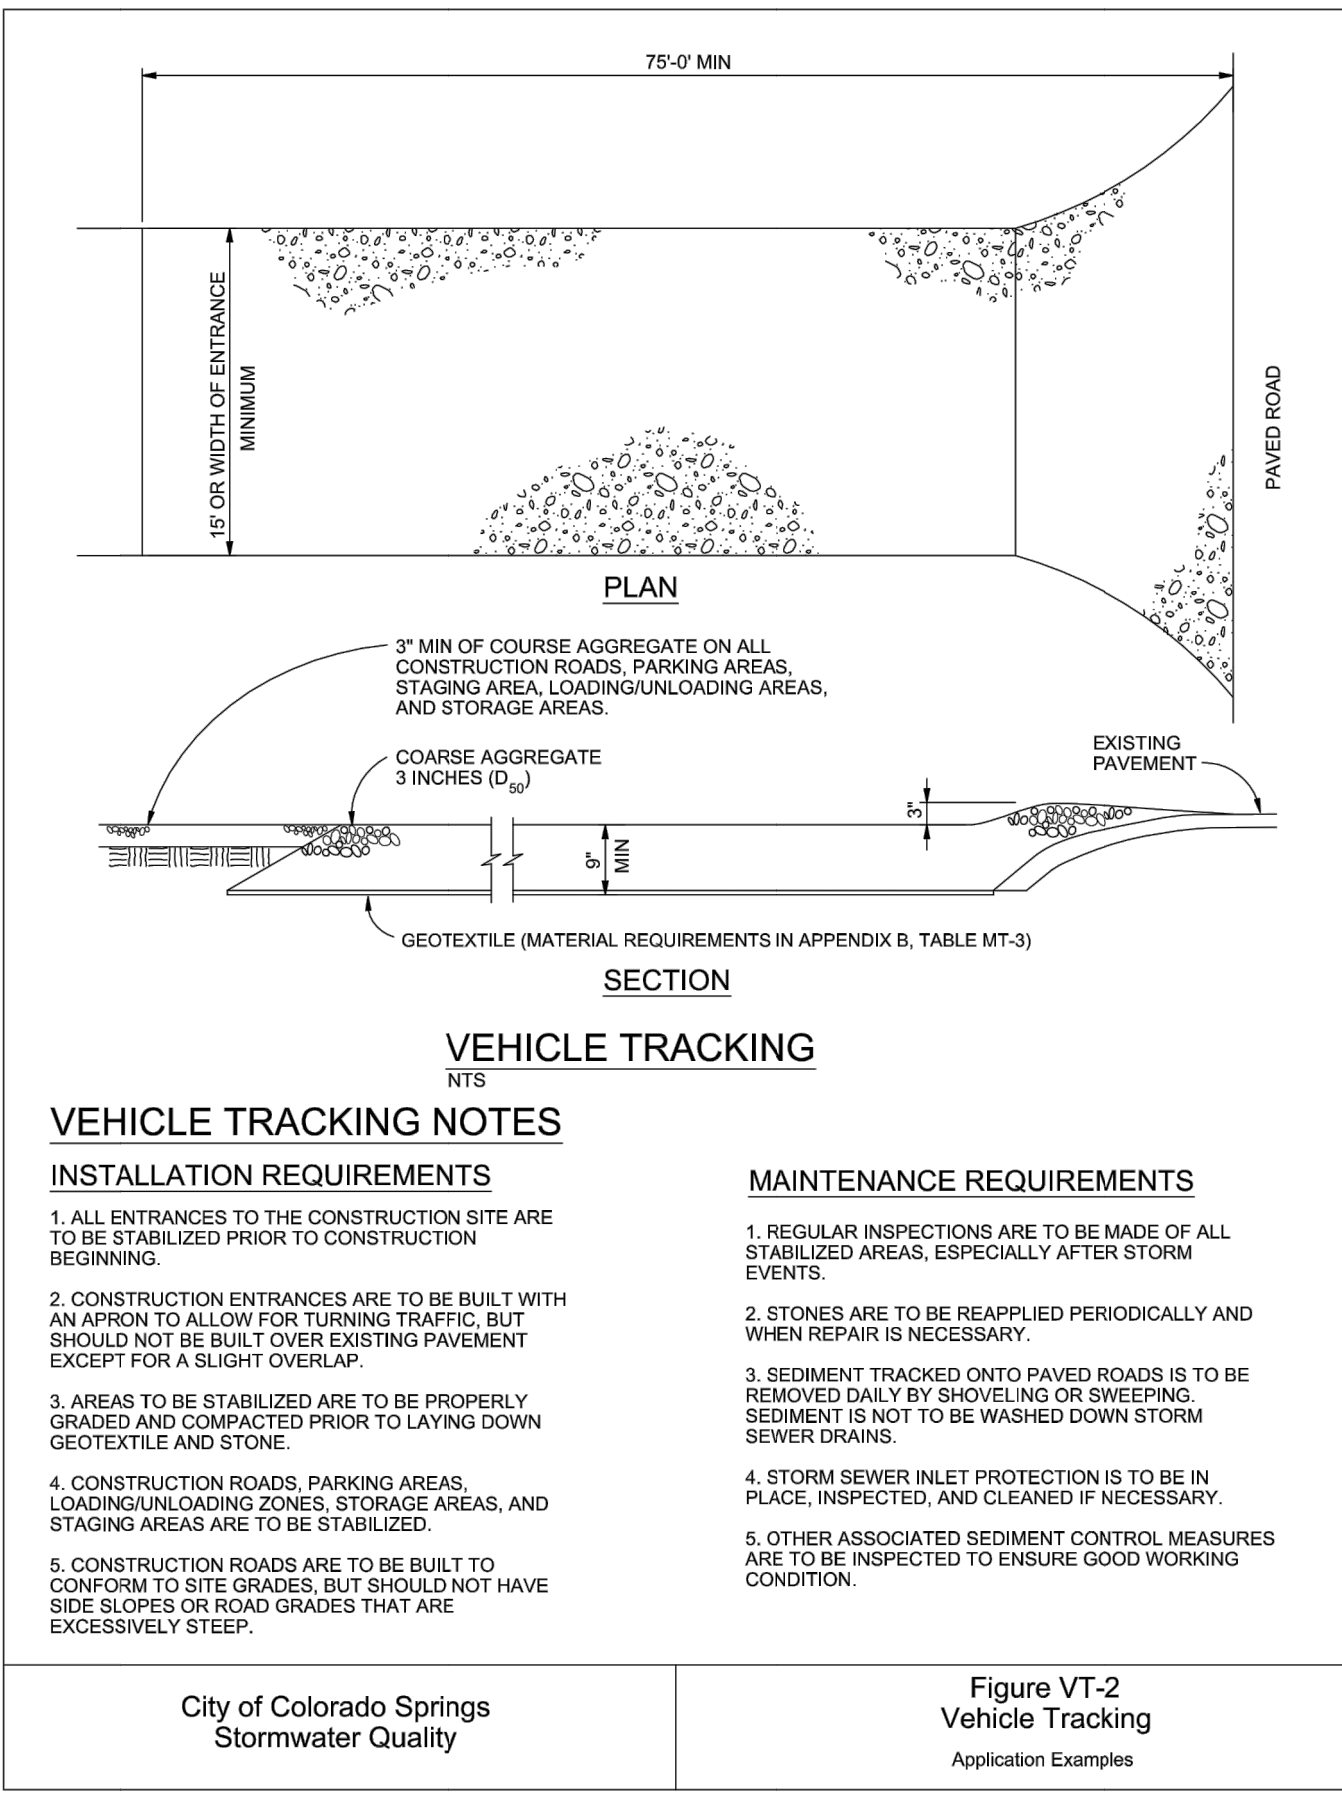 75'-0' MIN
15' OR WIDTH OF ENTRANCE
MINIMUM
PAVED ROAD
PLAN
3" MIN OF COURSE AGGREGATE ON ALL
CONSTRUCTION ROADS, PARKING AREAS,
STAGING AREA, LOADING/UNLOADING AREAS,
AND STORAGE AREAS.
COARSE AGGREGATE
3 INCHES (D50)
EXISTING
PAVEMENT
3"
9"
MIN
GEOTEXTILE (MATERIAL REQUIREMENTS IN APPENDIX B, TABLE MT-3)
SECTION
VEHICLE TRACKING
NTS
VEHICLE TRACKING NOTES
INSTALLATION REQUIREMENTS
1. ALL ENTRANCES TO THE CONSTRUCTION SITE ARE
TO BE STABILIZED PRIOR TO CONSTRUCTION
BEGINNING.
2. CONSTRUCTION ENTRANCES ARE TO BE BUILT WITH
AN APRON TO ALLOW FOR TURNING TRAFFIC, BUT
SHOULD NOT BE BUILT OVER EXISTING PAVEMENT
EXCEPT FOR A SLIGHT OVERLAP.
3. AREAS TO BE STABILIZED ARE TO BE PROPERLY
GRADED AND COMPACTED PRIOR TO LAYING DOWN
GEOTEXTILE AND STONE.
4. CONSTRUCTION ROADS, PARKING AREAS,
LOADING/UNLOADING ZONES, STORAGE AREAS, AND
STAGING AREAS ARE TO BE STABILIZED.
5. CONSTRUCTION ROADS ARE TO BE BUILT TO
CONFORM TO SITE GRADES, BUT SHOULD NOT HAVE
SIDE SLOPES OR ROAD GRADES THAT ARE
EXCESSIVELY STEEP.
MAINTENANCE REQUIREMENTS
1. REGULAR INSPECTIONS ARE TO BE MADE OF ALL
STABILIZED AREAS, ESPECIALLY AFTER STORM
EVENTS.
2. STONES ARE TO BE REAPPLIED PERIODICALLY AND
WHEN REPAIR IS NECESSARY.
3. SEDIMENT TRACKED ONTO PAVED ROADS IS TO BE
REMOVED DAILY BY SHOVELING OR SWEEPING.
SEDIMENT IS NOT TO BE WASHED DOWN STORM
SEWER DRAINS.
4. STORM SEWER INLET PROTECTION IS TO BE IN
PLACE, INSPECTED, AND CLEANED IF NECESSARY.
5. OTHER ASSOCIATED SEDIMENT CONTROL MEASURES
ARE TO BE INSPECTED TO ENSURE GOOD WORKING
CONDITION.
City of Colorado Springs
Stormwater Quality
Figure VT-2
Vehicle Tracking
Application Examples